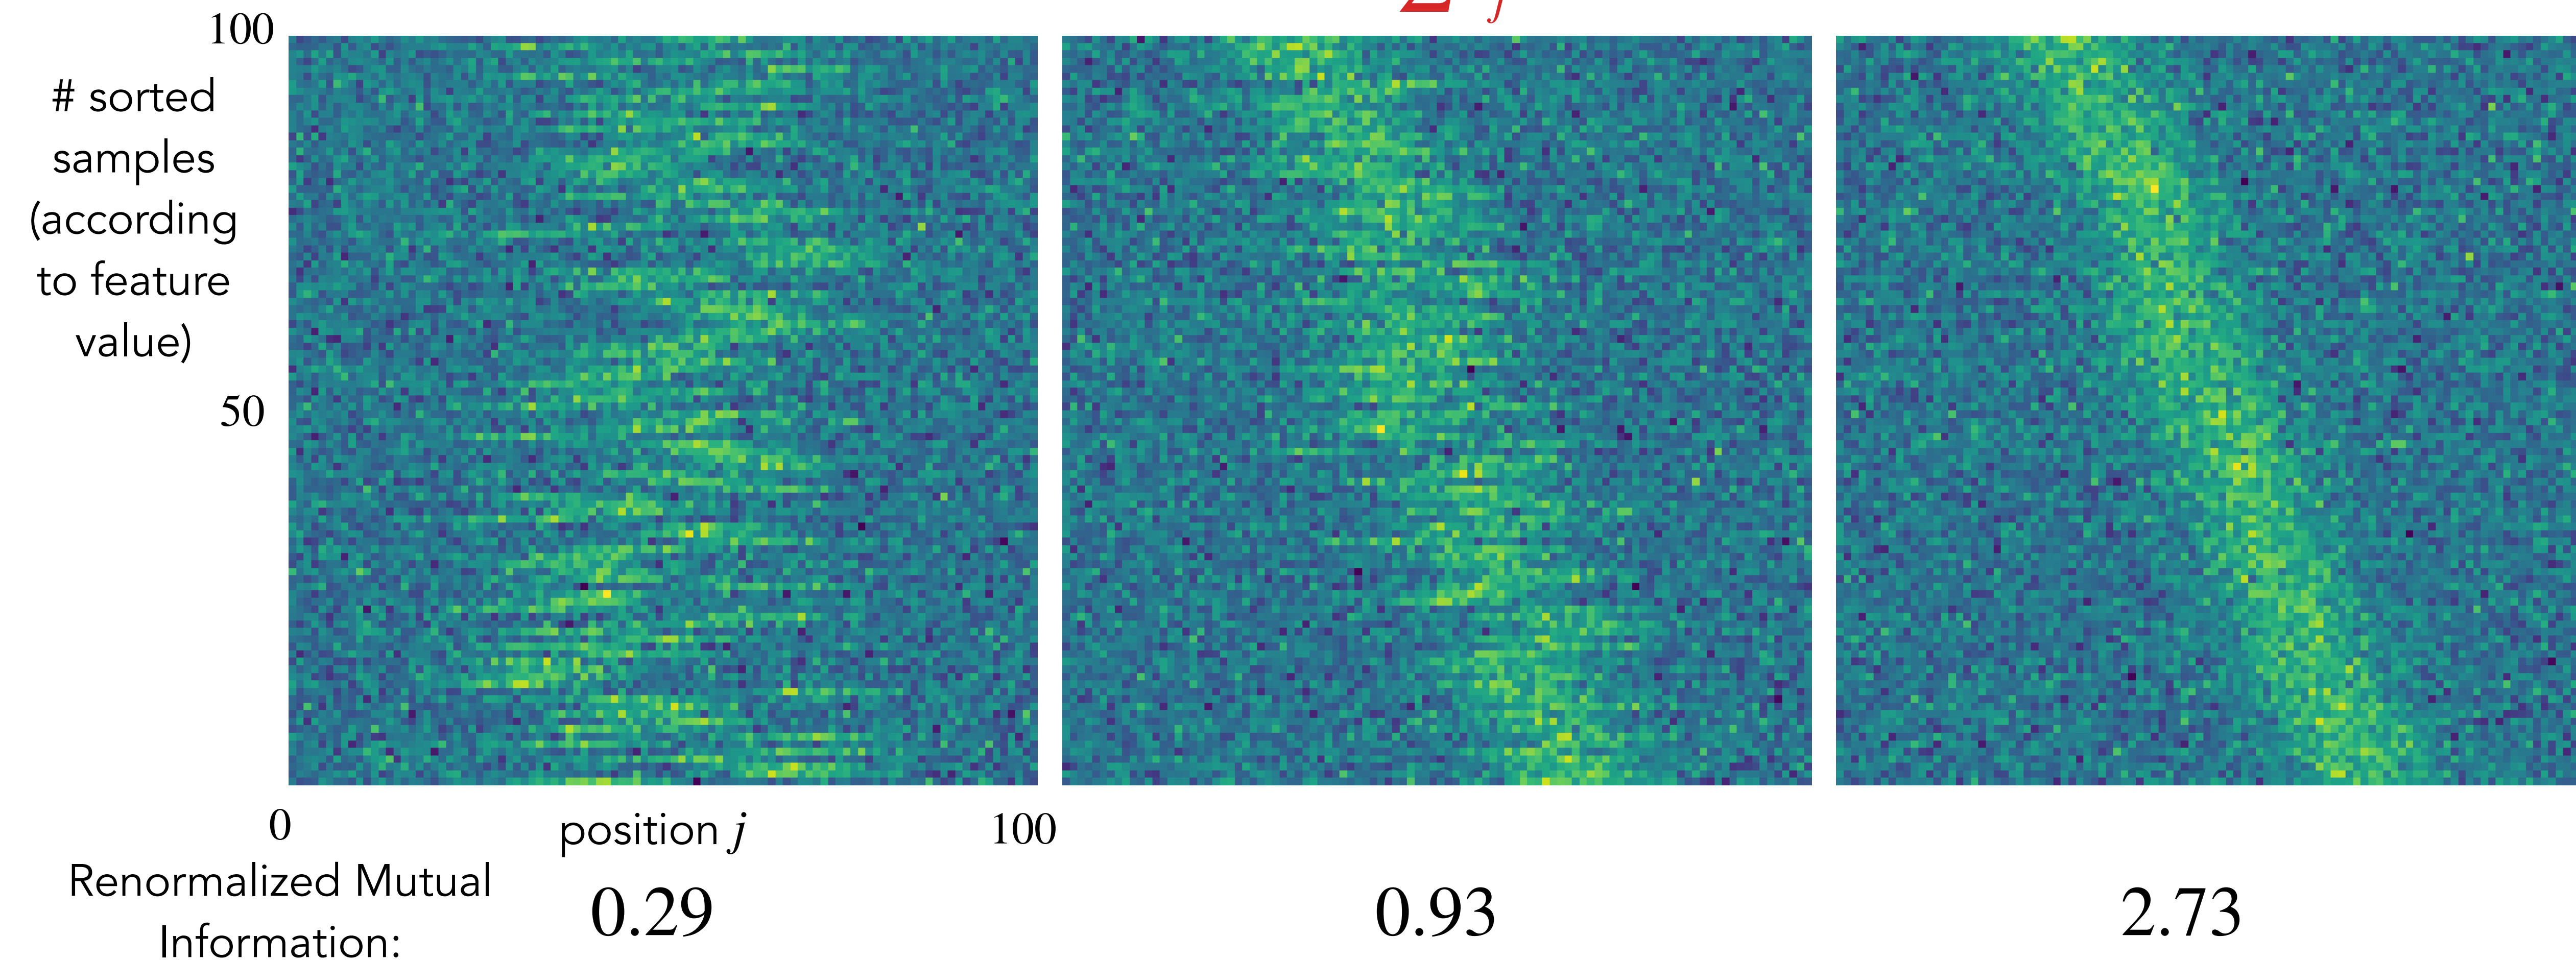 j
100
# sorted
samples
(according
to feature
value)
50
0 position j 100
Renormalized Mutual
Information:
0.29 0.93 2.73